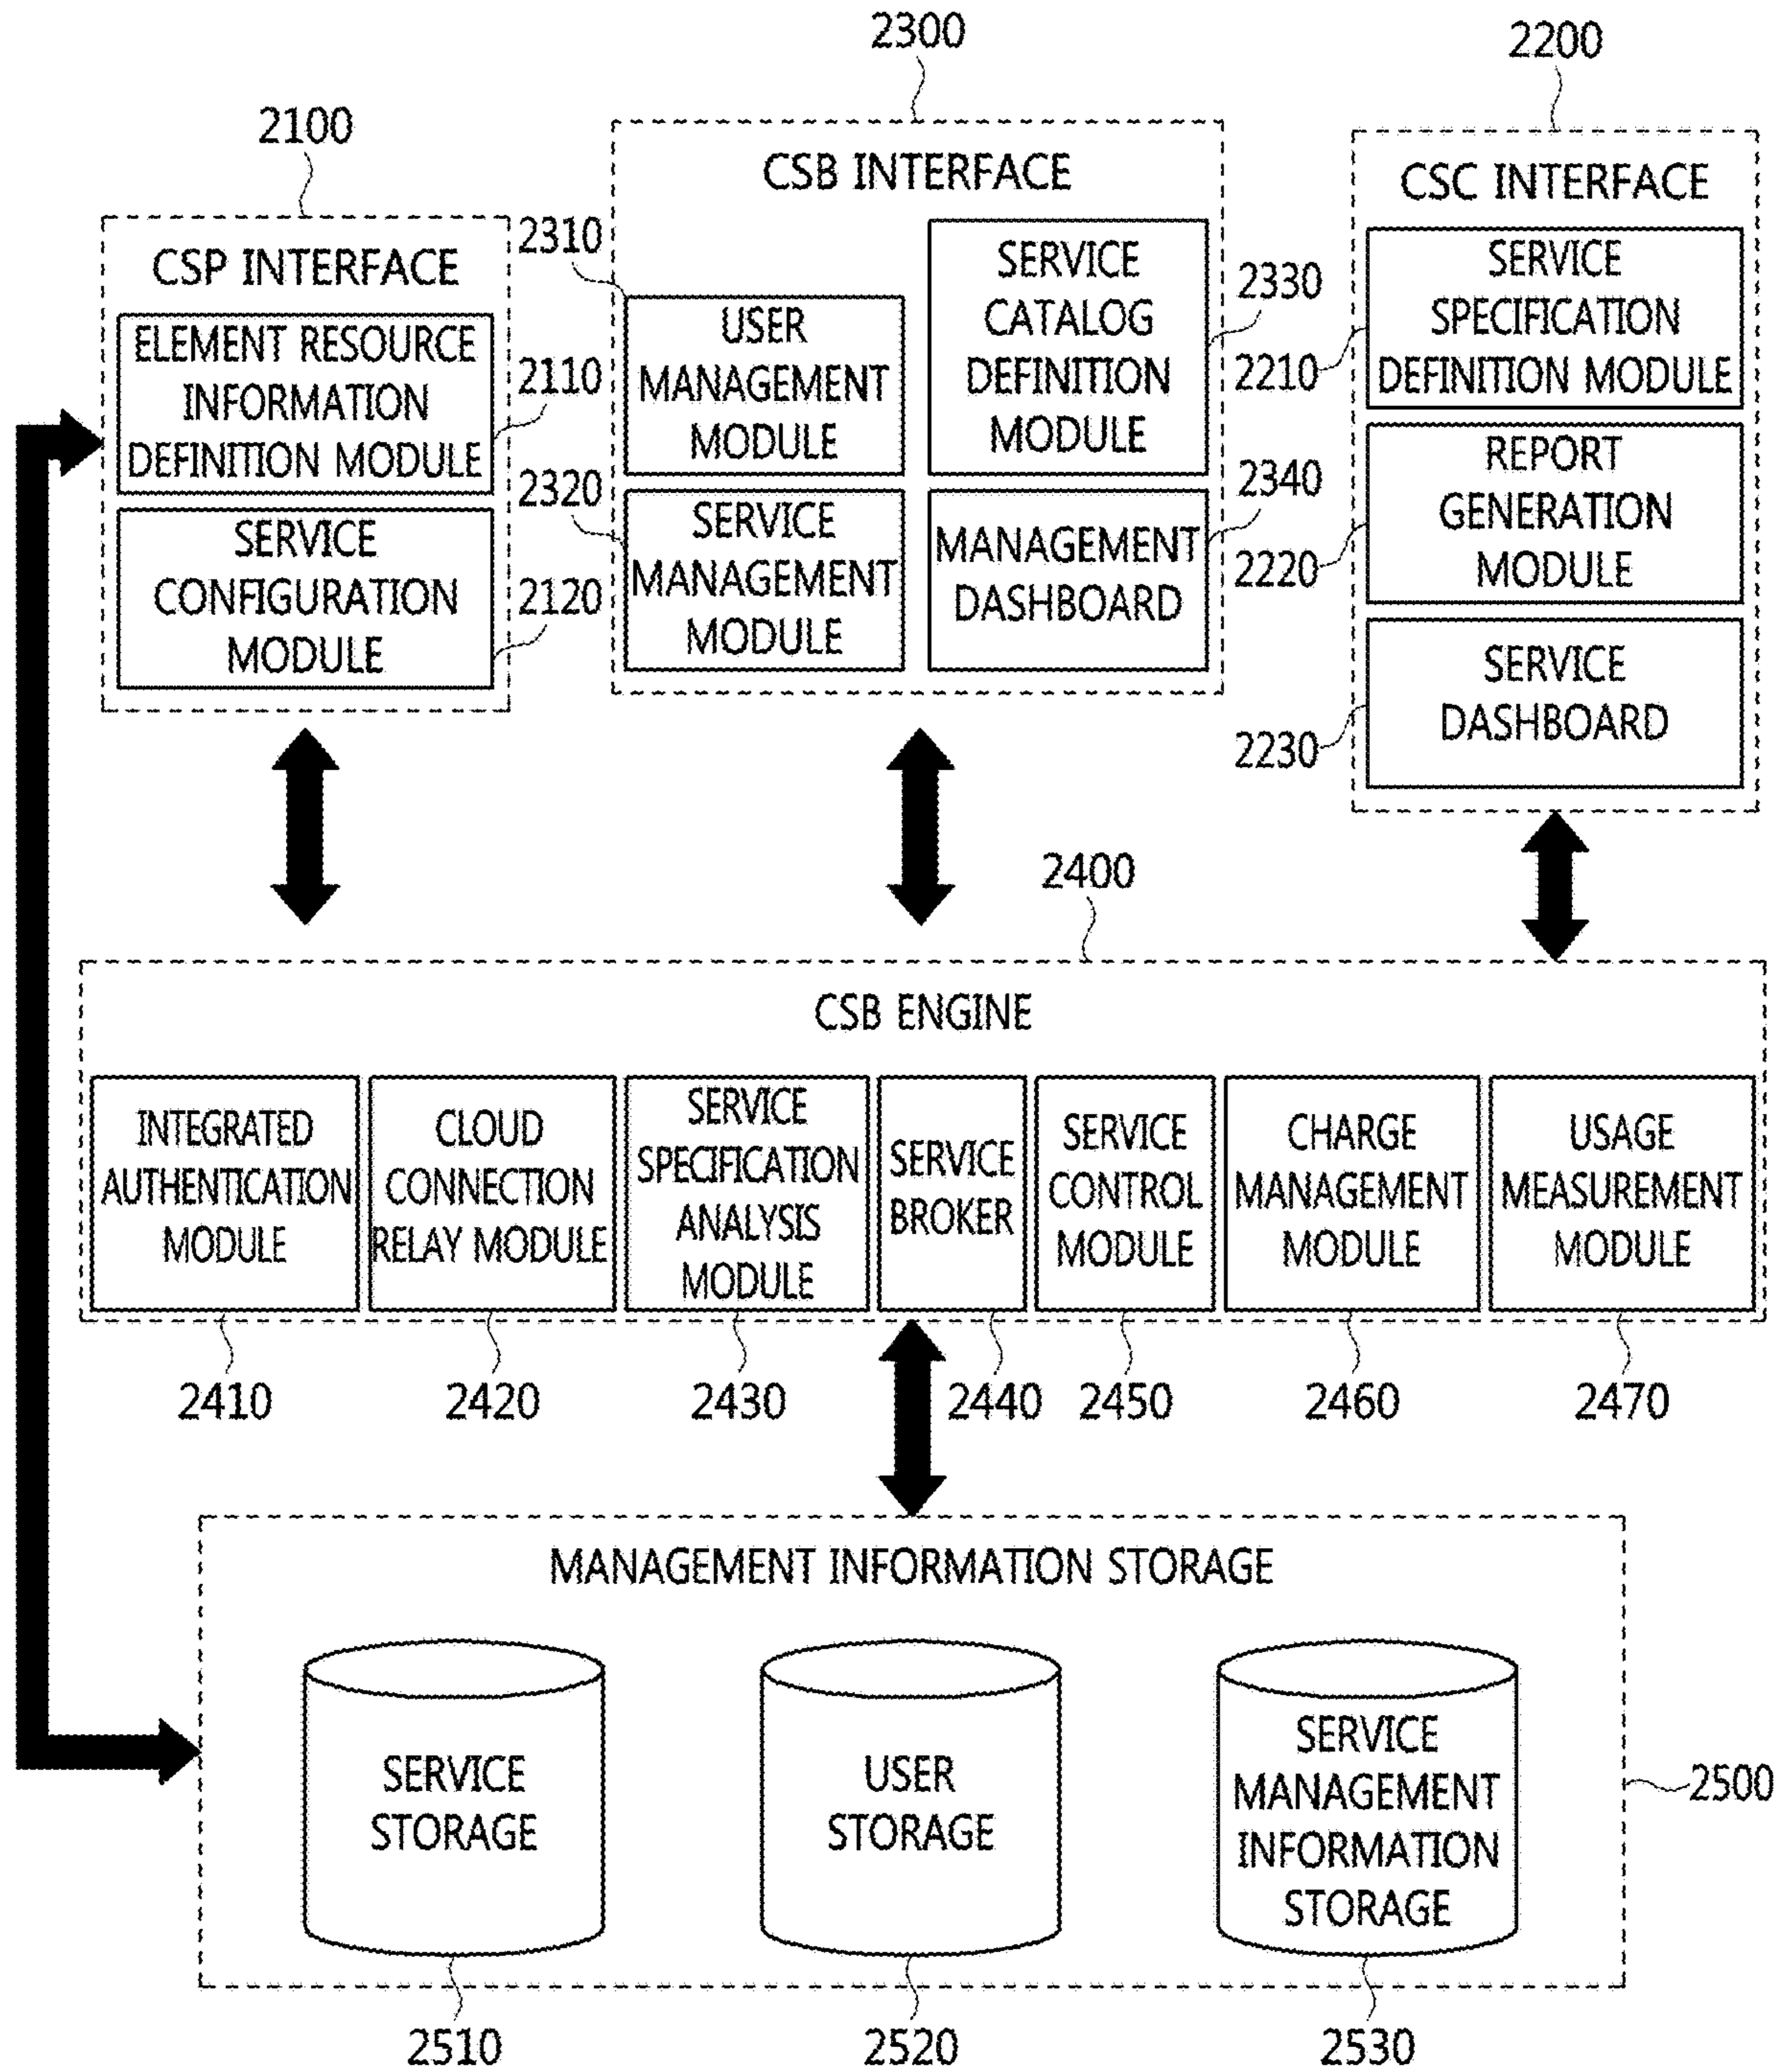 2300
2200
2100
CSB INTERFACE
CSC INTERFACE
CSP INTERFACE
2310
SERVICE
CATALOG
DEFINITION
MODULE
2330
SERVICE
SPECIFICATION
DEFINITION MODULE
2210
ELEMENT RESOURCE
INFORMATION
DEFINITION MODULE
2110
USER
MANAGEMENT
MODULE
2320
SERVICE
MANAGEMENT
MODULE
2340
MANAGEMENT
DASHBOARD
REPORT
GENERATION
MODULE
2220
SERVICE
CONFIGURATION
MODULE
2120
SERVICE
DASHBOARD
2230
2400
CSB ENGINE
INTEGRATED
AUTHENTICATION
MODULE
CLOUD
CONNECTION
RELAY MODULE
SERVICE
SPECIFICATION
ANALYSIS
MODULE
SERVICE
BROKER
SERVICE
CONTROL
MODULE
CHARGE
MANAGEMENT
MODULE
USAGE
MEASUREMENT
MODULE
2410
2420
2430
2440
2450
2460
2470
MANAGEMENT INFORMATION STORAGE
SERVICE
STORAGE
USER
STORAGE
SERVICE
MANAGEMENT
INFORMATION
STORAGE
2500
2510
2520
2530